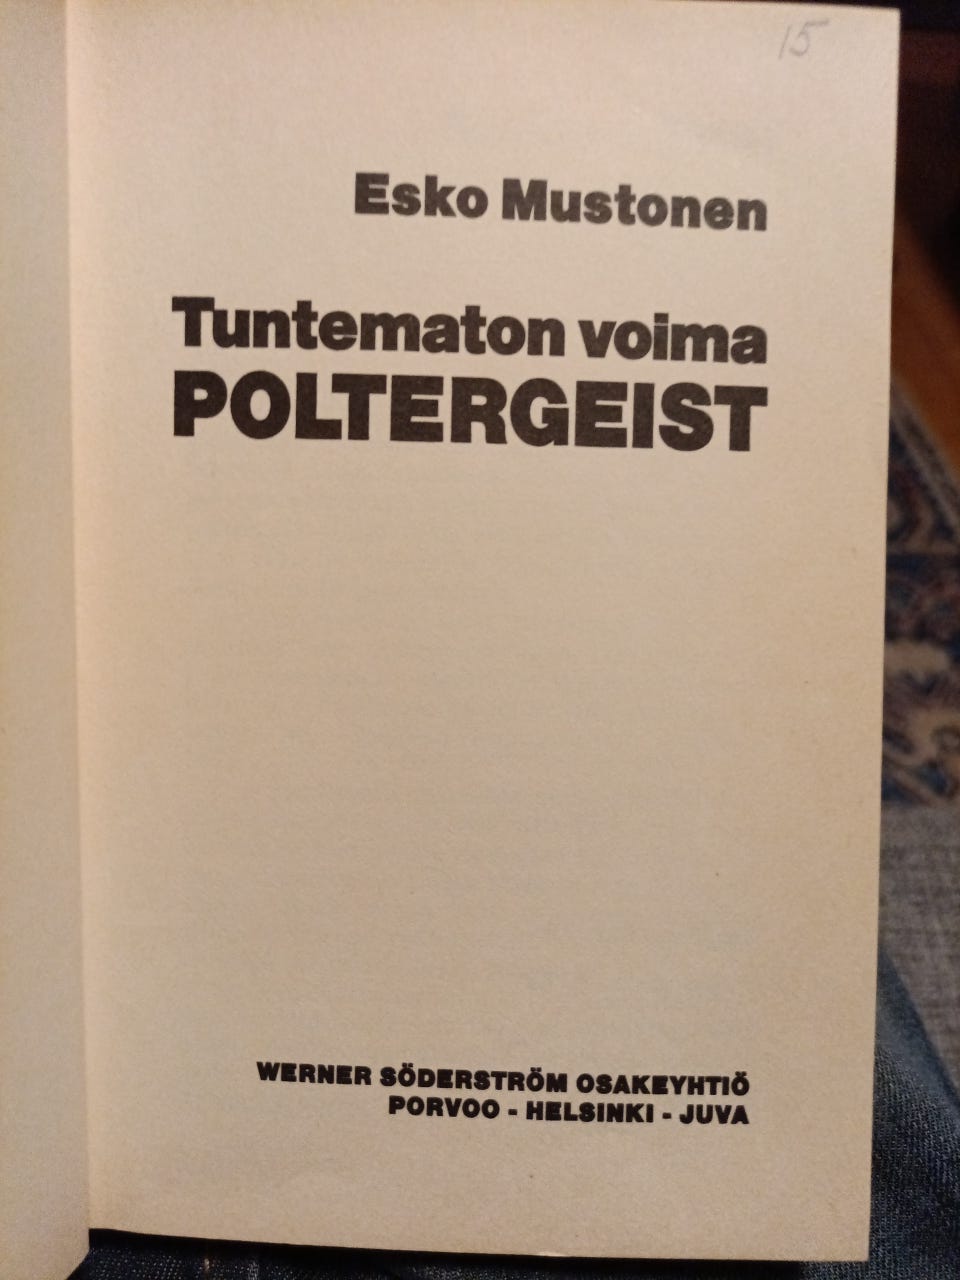 15
Esko Mustonen
Tuntematon voima
POLTERGEIST
WERNER SÖDERSTRÖM OSAKEYHTIÖ
PORVOO - HELSINKI - JUVA